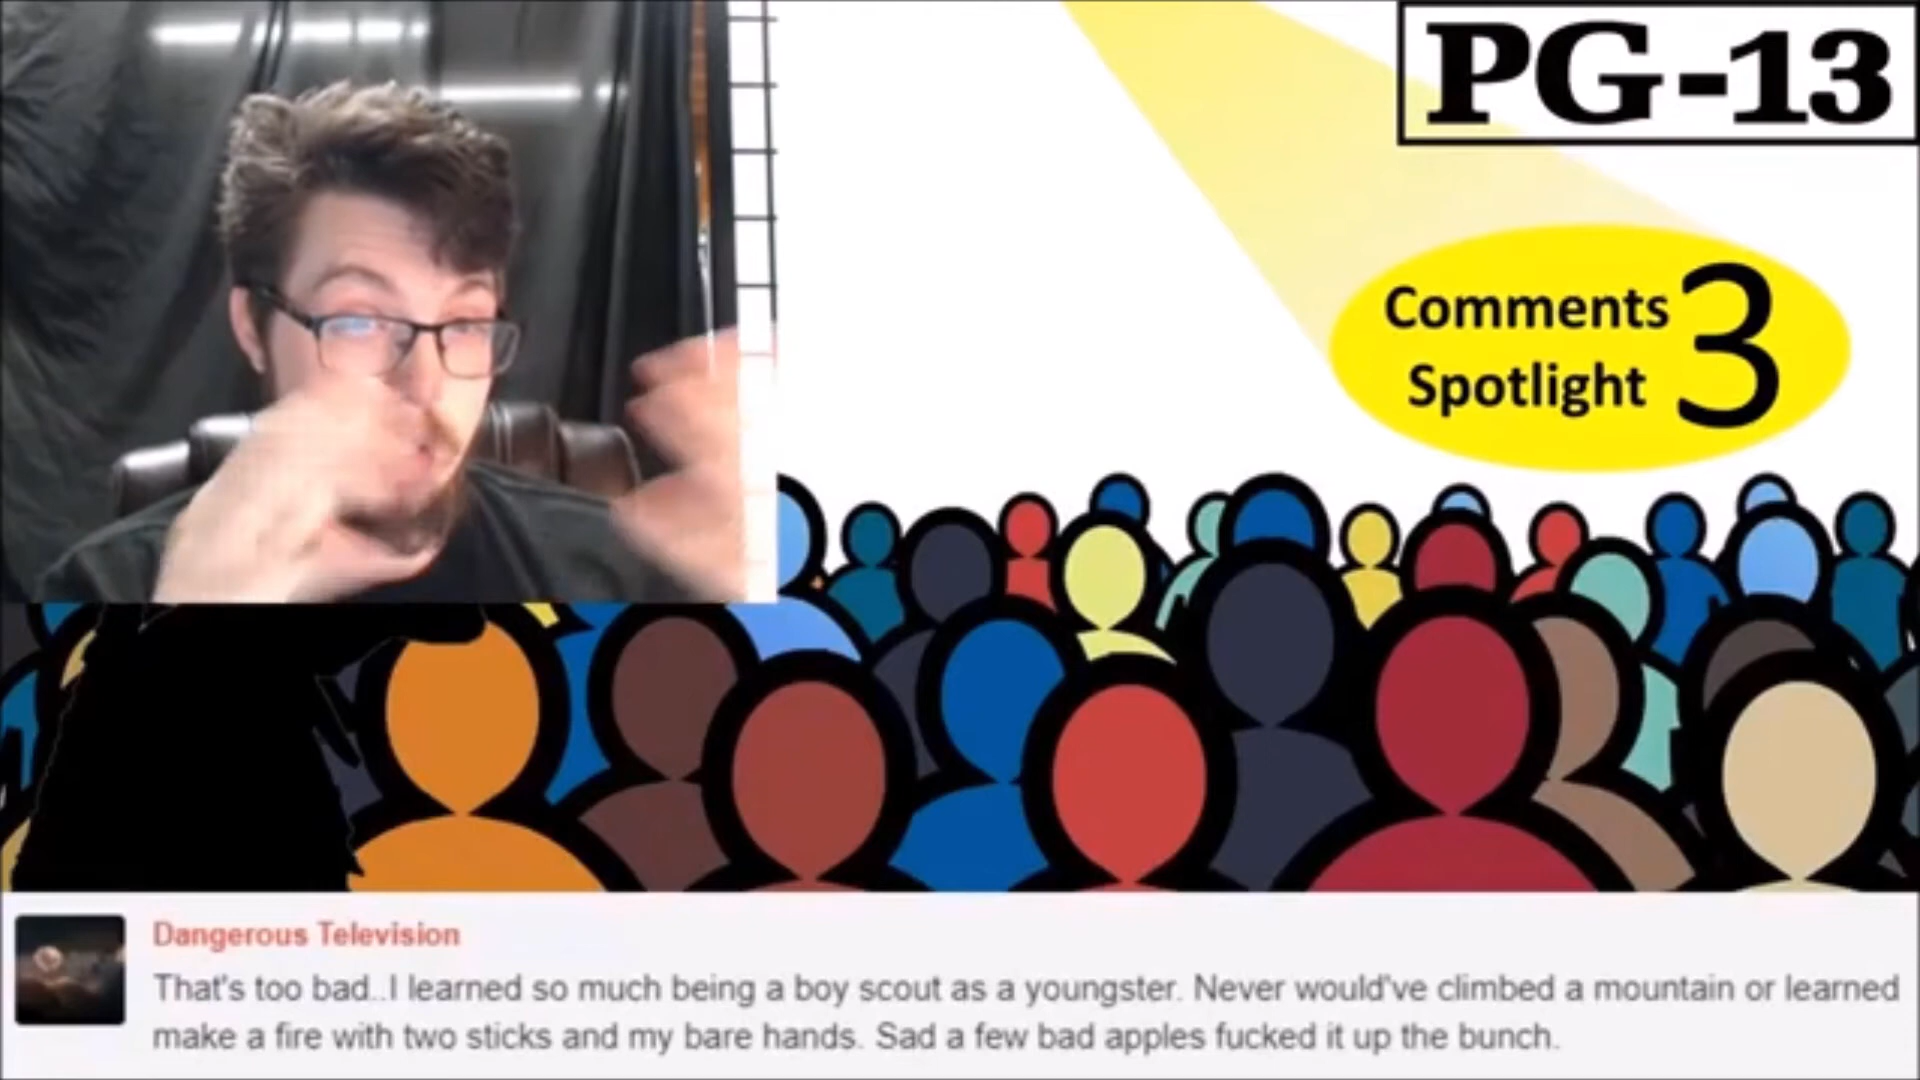 PG-13
Comments 3
Spotlight
Dangerous Television
That's too bad..I learned so much being a boy scout as a youngster. Never would've climbed a mountain or learned
make a fire with two sticks and my bare hands. Sad a few bad apples fucked it up the bunch.